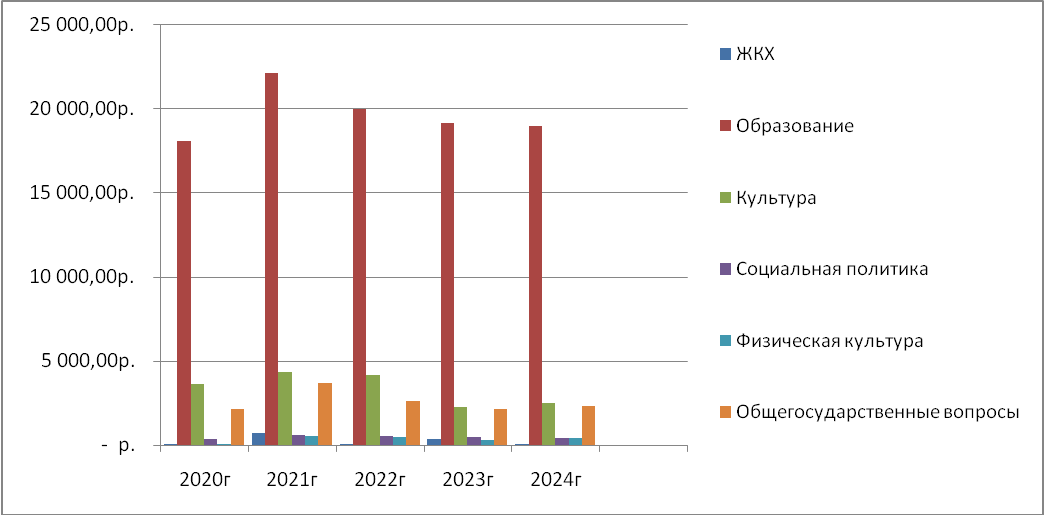 25 000,00р.
20 000,00р.
15 000,00р.
10 000,00р.
5 000,00р.
- р.
2020г
2021г
2022г
2023г
2024г
ЖКХ
Образование
Культура
Социальная политика
Физическая культура
Общегосударственные вопросы